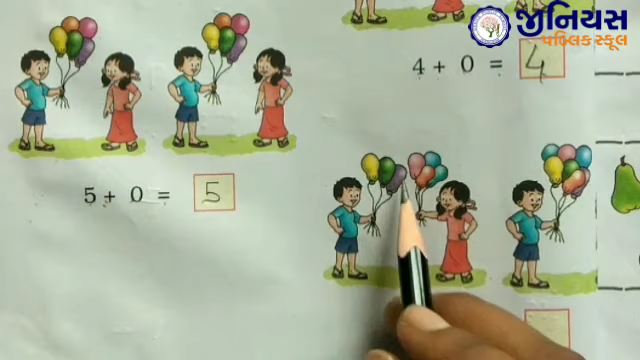 જીનિયસ
પબ્લિક સ્કૂલ
4 + 0 = 4
5 + 0 = 5